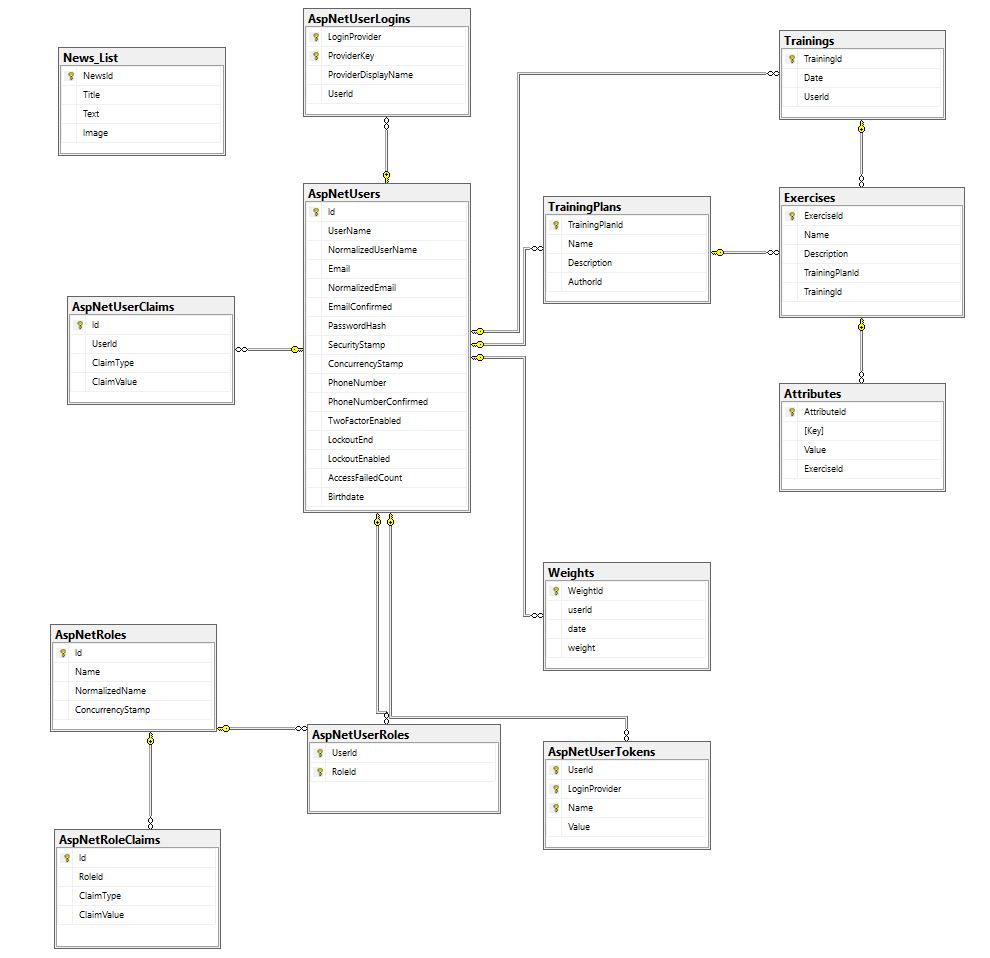 News_List
NewsId
Title
Text
Image
AspNetUserLogins
LoginProvider
ProviderKey
ProviderDisplayName
UserId
Trainings
TrainingId
Date
UserId
AspNetUsers
Id
UserName
NormalizedUserName
Email
NormalizedEmail
EmailConfirmed
PasswordHash
SecurityStamp
ConcurrencyStamp
PhoneNumber
PhoneNumberConfirmed
TwoFactorEnabled
LockoutEnd
LockoutEnabled
AccessFailedCount
Birthdate
TrainingPlans
TrainingPlanId
Name
Description
AuthorId
Exercises
ExerciseId
Name
Description
TrainingPlanId
TrainingId
AspNetUserClaims
Id
UserId
ClaimType
ClaimValue
Attributes
AttributeId
[Key]
Value
ExerciseId
Weights
WeightId
userId
date
weight
AspNetRoles
Id
Name
NormalizedName
ConcurrencyStamp
AspNetUserRoles
UserId
RoleId
AspNetUserTokens
UserId
LoginProvider
Name
Value
AspNetRoleClaims
Id
RoleId
ClaimType
ClaimValue